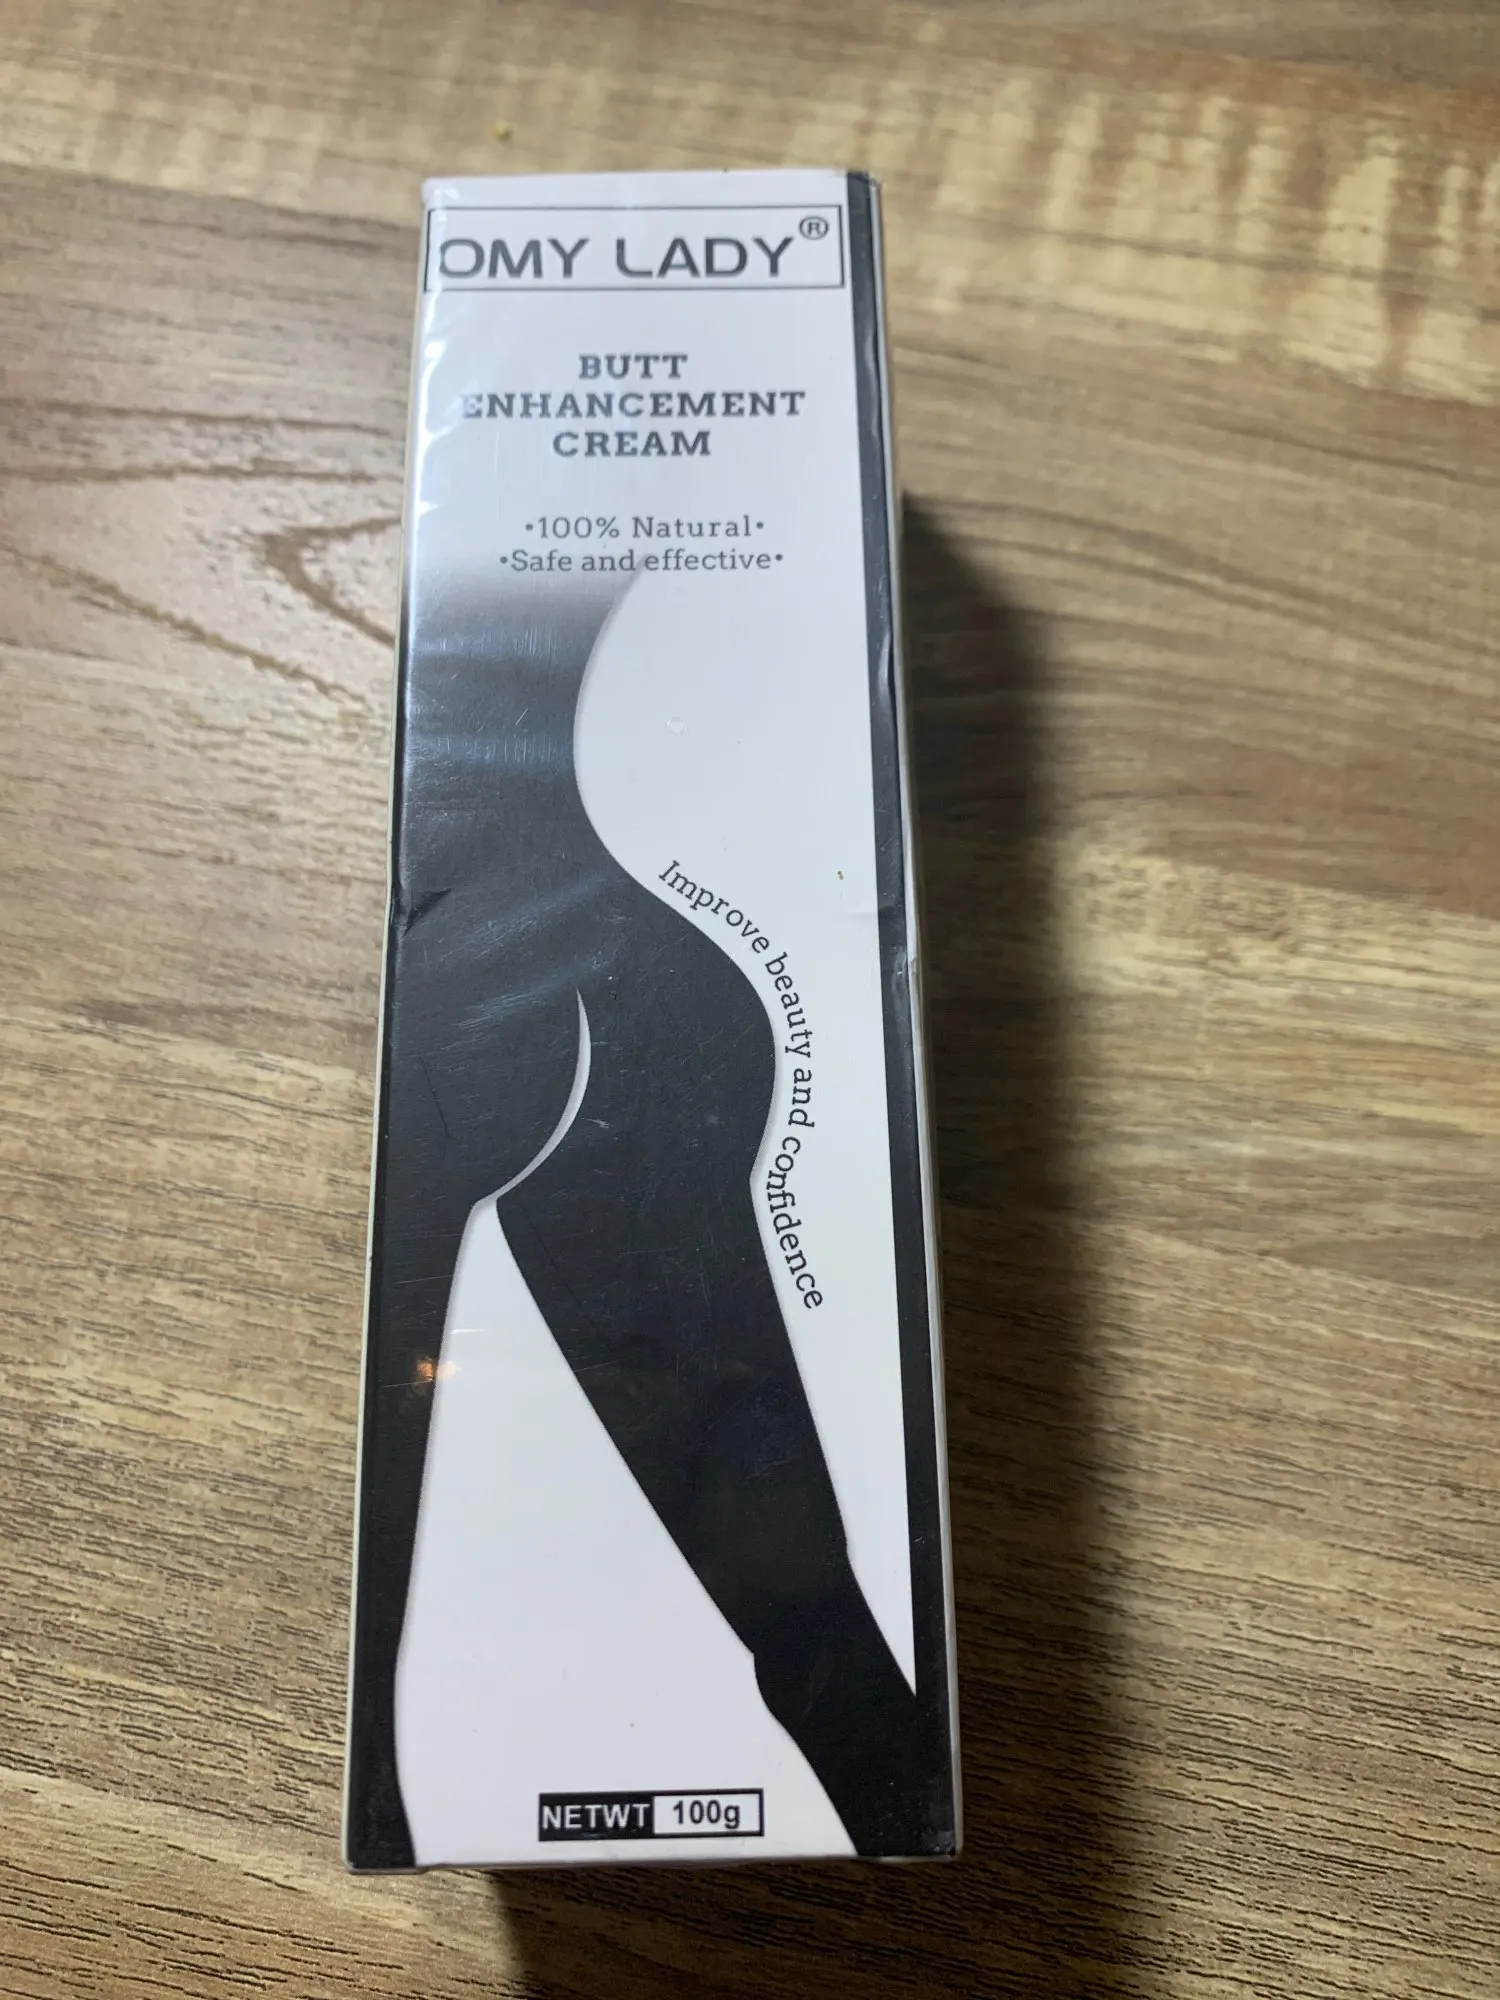 OMY LADY®
BUTT
ENHANCEMENT
CREAM
•100% Natural•
•Safe and effective•
Improve beauty and confidence
NETWT 100g